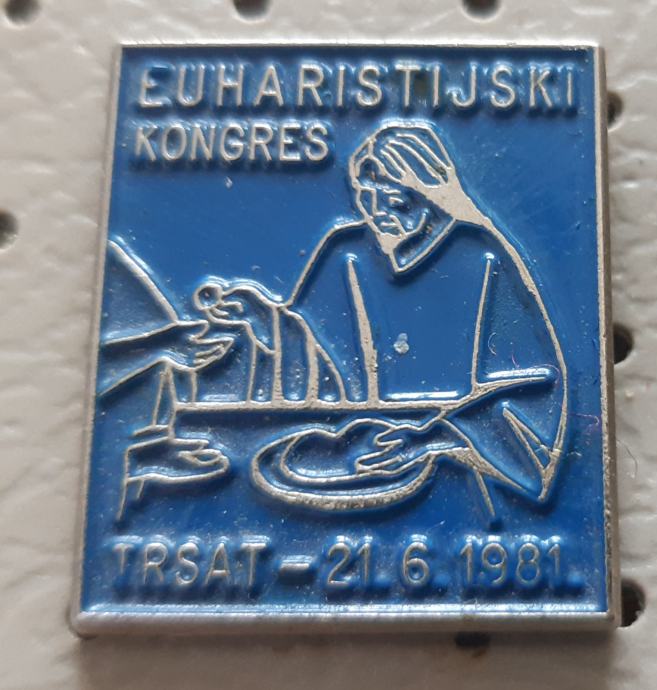 EUHARISTIJSKI
KONGRES
TRSAT - 21. 6. 1981.